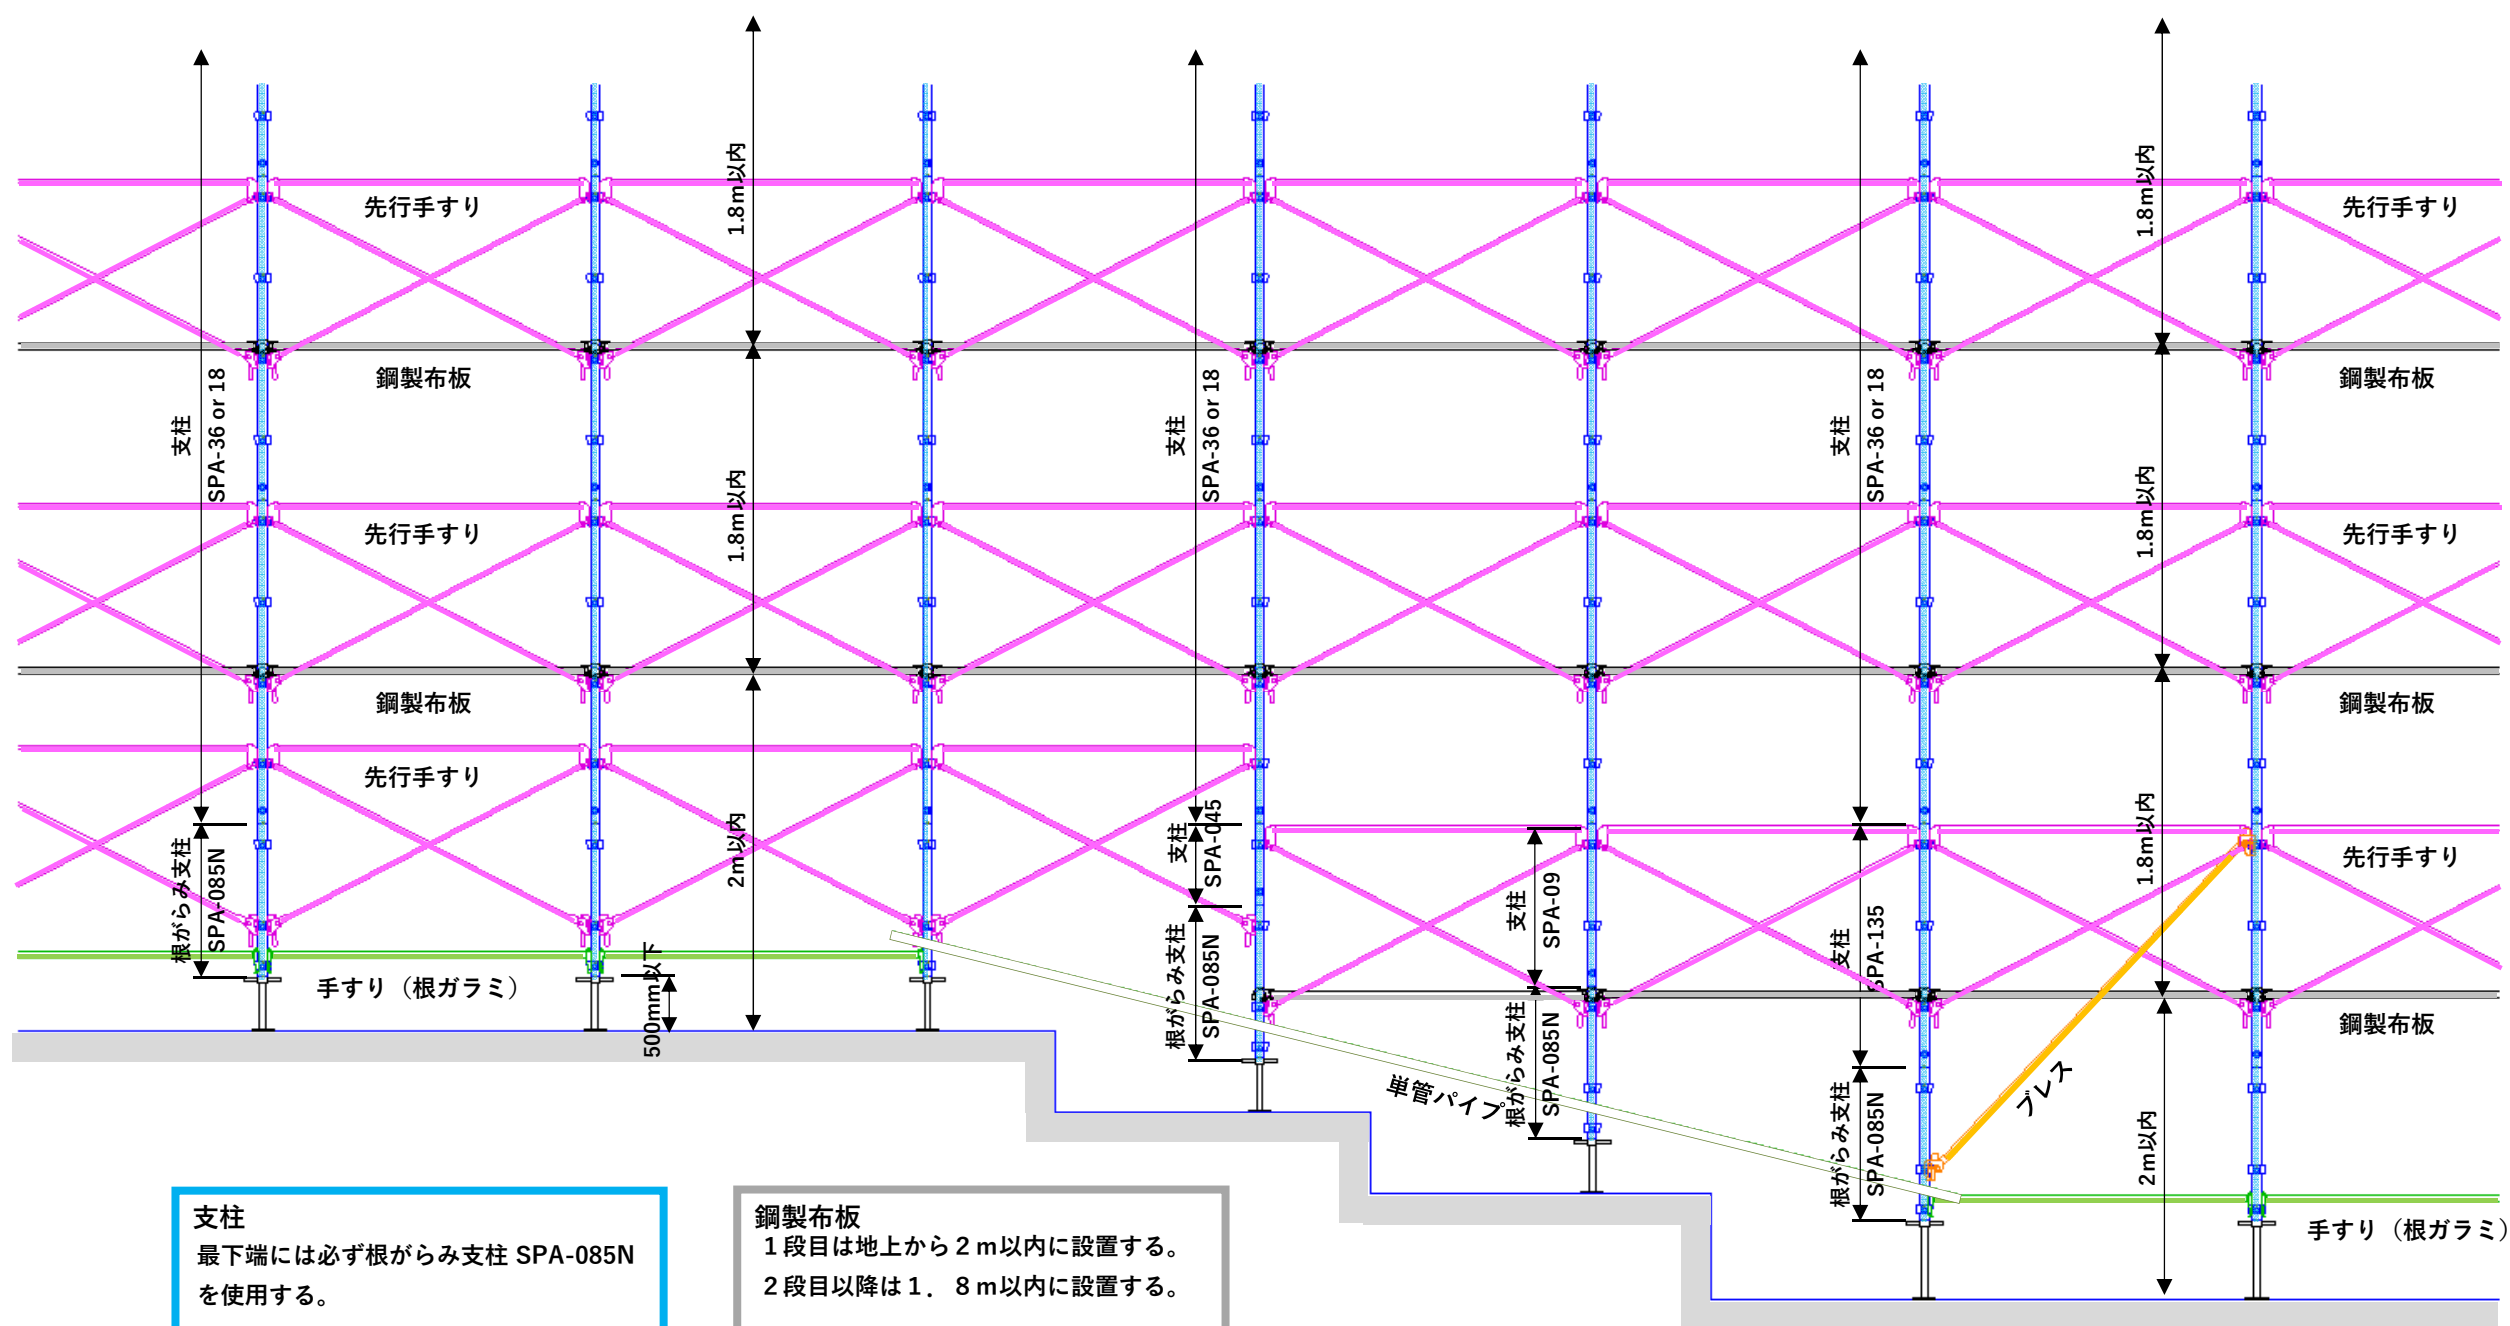 1.8m以内
1.8m以内
先行手すり
先行手すり
鋼製布板
鋼製布板
支柱
SPA-36 or 18
支柱
SPA-36 or 18
支柱
SPA-36 or 18
1.8m以内
1.8m以内
先行手すり
先行手すり
鋼製布板
鋼製布板
先行手すり
2m以内
支柱
SPA-045
1.8m以内
先行手すり
根がらみ支柱
SPA-085N
支柱
SPA-09
支柱
SPA-135
手すり（根ガラミ）
500mm以下
根がらみ支柱
SPA-085N
根がらみ支柱
SPA-085N
鋼製布板
単管パイプ
ブレス
根がらみ支柱
SPA-085N
2m以内
手すり（根ガラミ）
支柱
最下端には必ず根がらみ支柱 SPA-085N
を使用する。
鋼製布板
１段目は地上から２ｍ以内に設置する。
２段目以降は１．８ｍ以内に設置する。